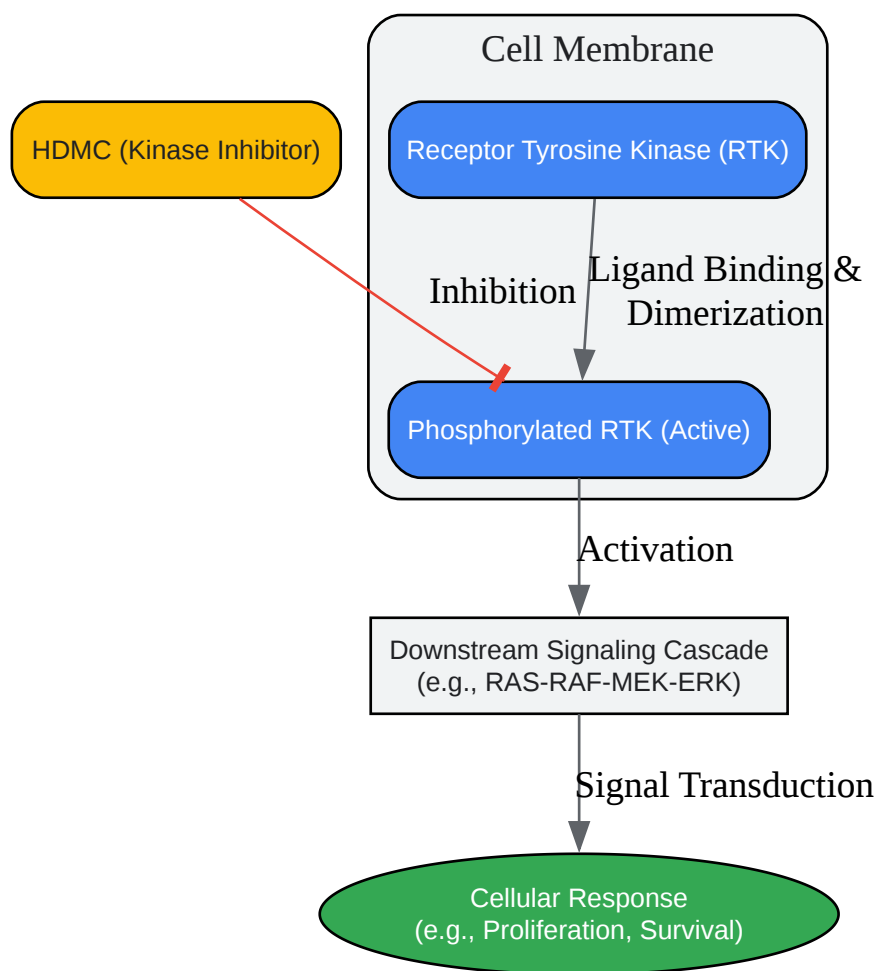 Cell Membrane
HDMC (Kinase Inhibitor)
Receptor Tyrosine Kinase (RTK)
Inhibition
Ligand Binding &
Dimerization
Phosphorylated RTK (Active)
Activation
Downstream Signaling Cascade
(e.g., RAS-RAF-MEK-ERK)
Signal Transduction
Cellular Response
(e.g., Proliferation, Survival)